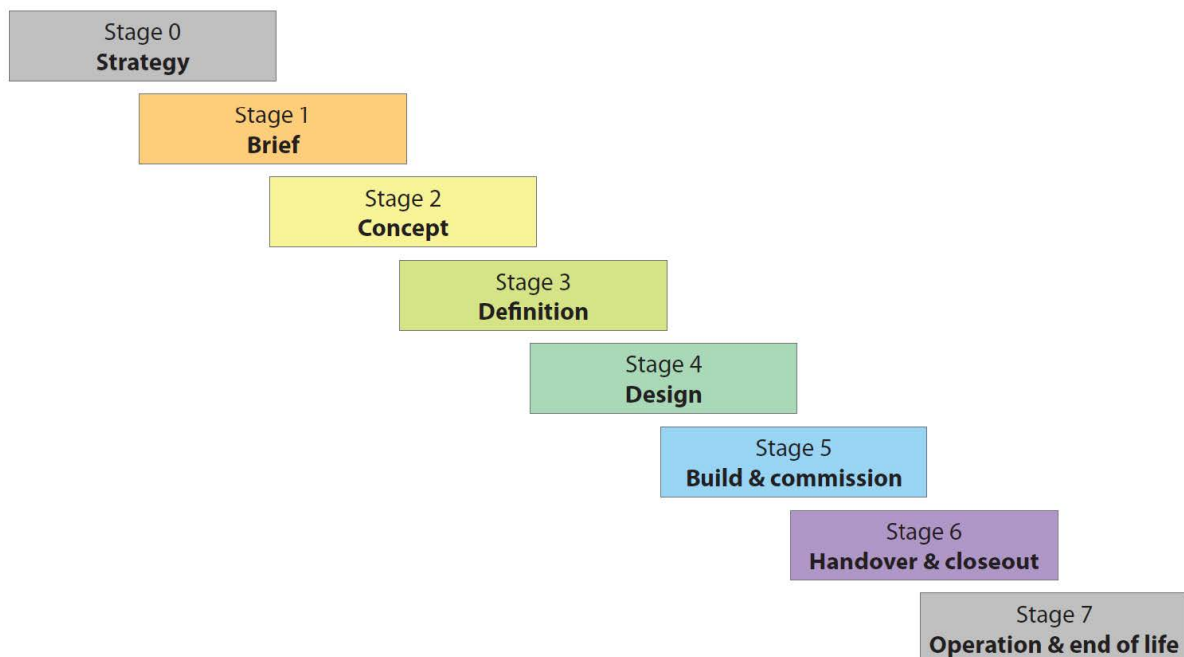 Stage 0
Strategy
Stage 1
Brief
Stage 2
Concept
Stage 3
Definition
Stage 4
Design
Stage 5
Build & commission
Stage 6
Handover & closeout
Stage 7
Operation & end of life